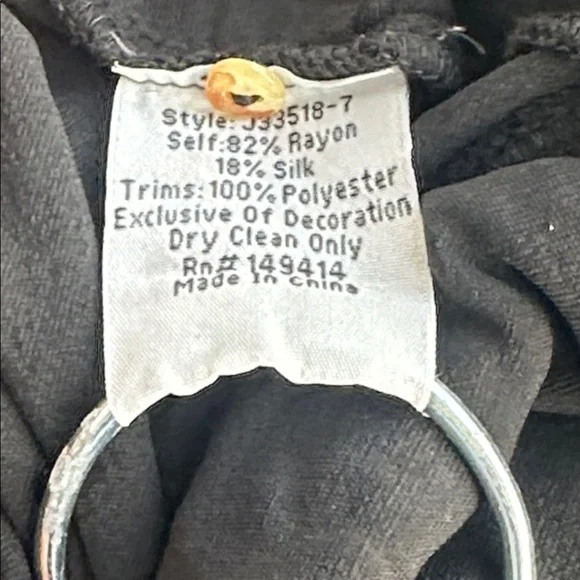 Style: J33518-7
Self:82% Rayon
18% Silk
Trims:100% Polyester
Exclusive Of Decoration
Dry Clean Only
Rn# 149414
Made In China